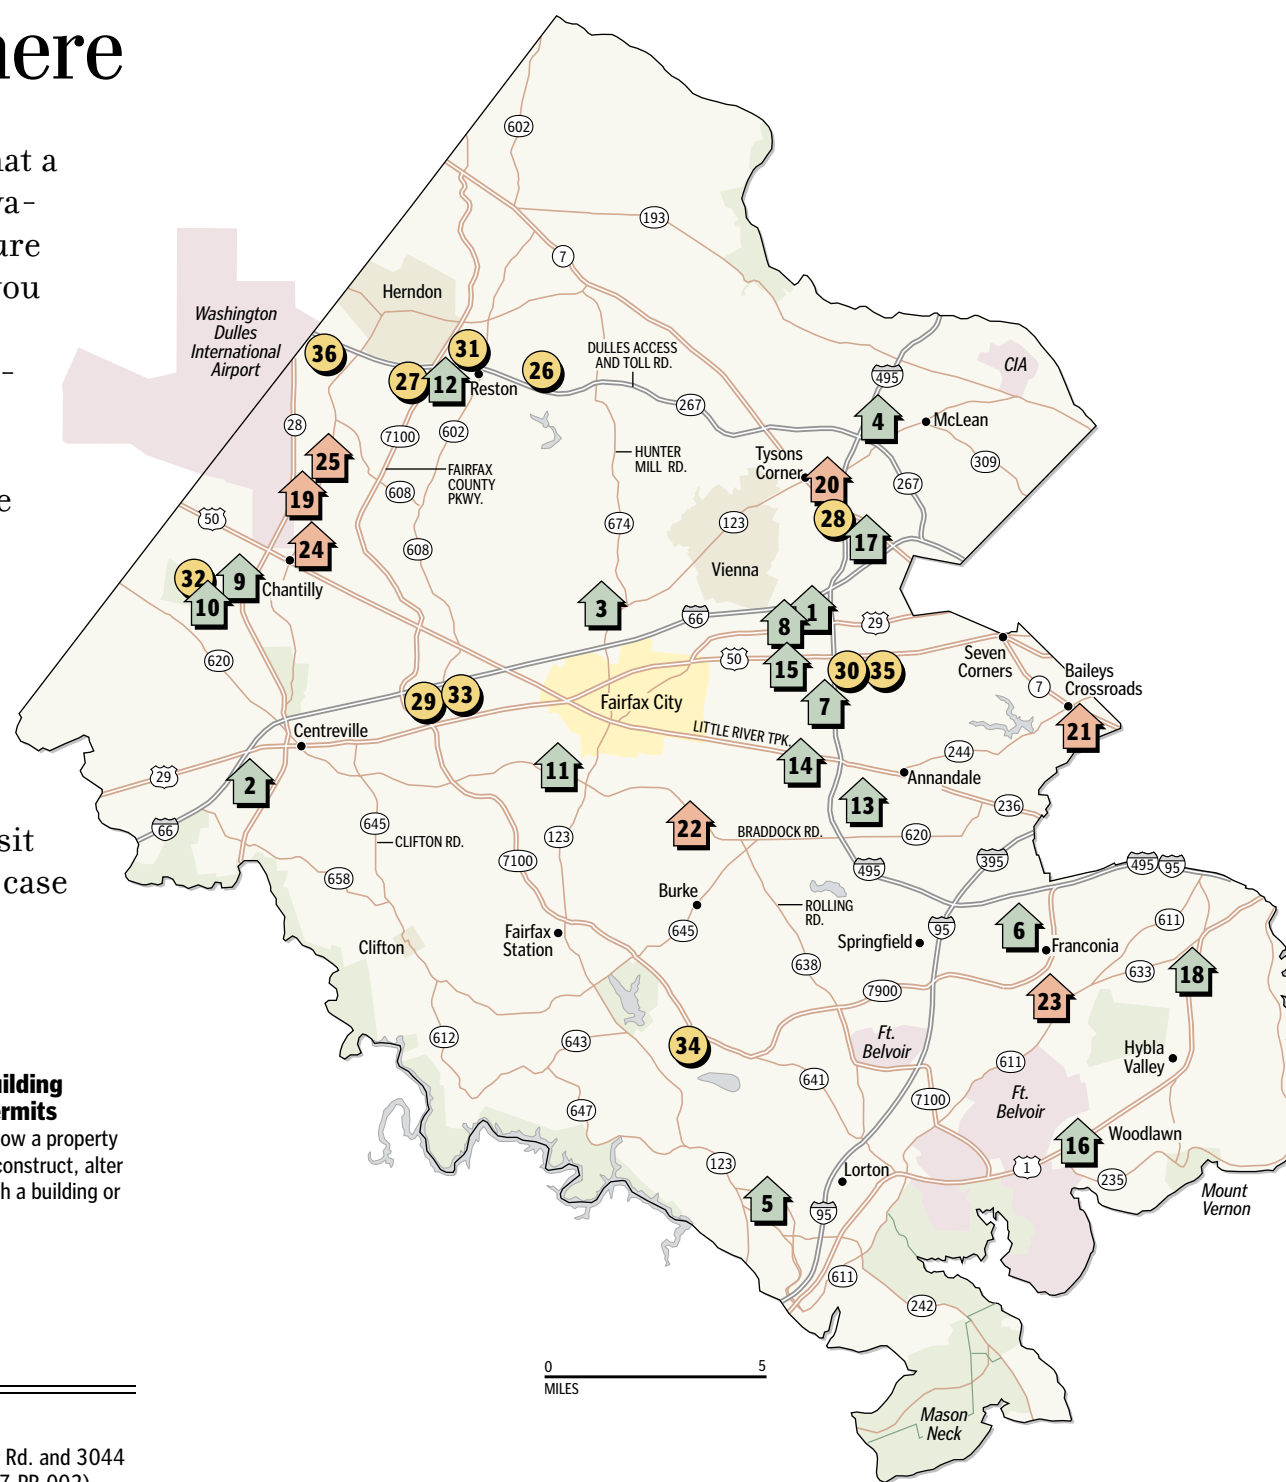 here
hat a
va-
ure
you
-
e
sit
case
uilding
ermits
ow a property
construct, alter
h a building or
Rd. and 3044
602
193
7
Herndon
Washington
Dulles
International
Airport
36
31
27
12
Reston
26
DULLES ACCESS
AND TOLL RD.
267
495
CIA
4
McLean
309
28
7100
602
HUNTER
MILL RD.
Tysons
Corner
20
267
25
FAIRFAX
COUNTY
PKWY.
608
19
50
674
123
28
17
24
608
Vienna
32
9
Chantilly
10
3
66
8
1
29
620
50
15
30
35
Seven
Corners
7
Baileys
Crossroads
29
33
Fairfax City
7
21
Centreville
LITTLE RIVER TPK.
244
29
2
11
14
Annandale
13
236
66
645
CLIFTON RD.
123
22
BRADDOCK RD.
620
7100
495
395
495
95
658
Burke
ROLLING
RD.
645
6
611
Clifton
Fairfax
Station
Springfield
95
Franconia
638
633
18
7900
23
612
643
34
Ft.
Belvoir
611
Hybla
Valley
641
Ft.
Belvoir
647
7100
16
Woodlawn
123
Lorton
1
235
Mount
Vernon
5
95
611
242
0
5
MILES
Mason
Neck